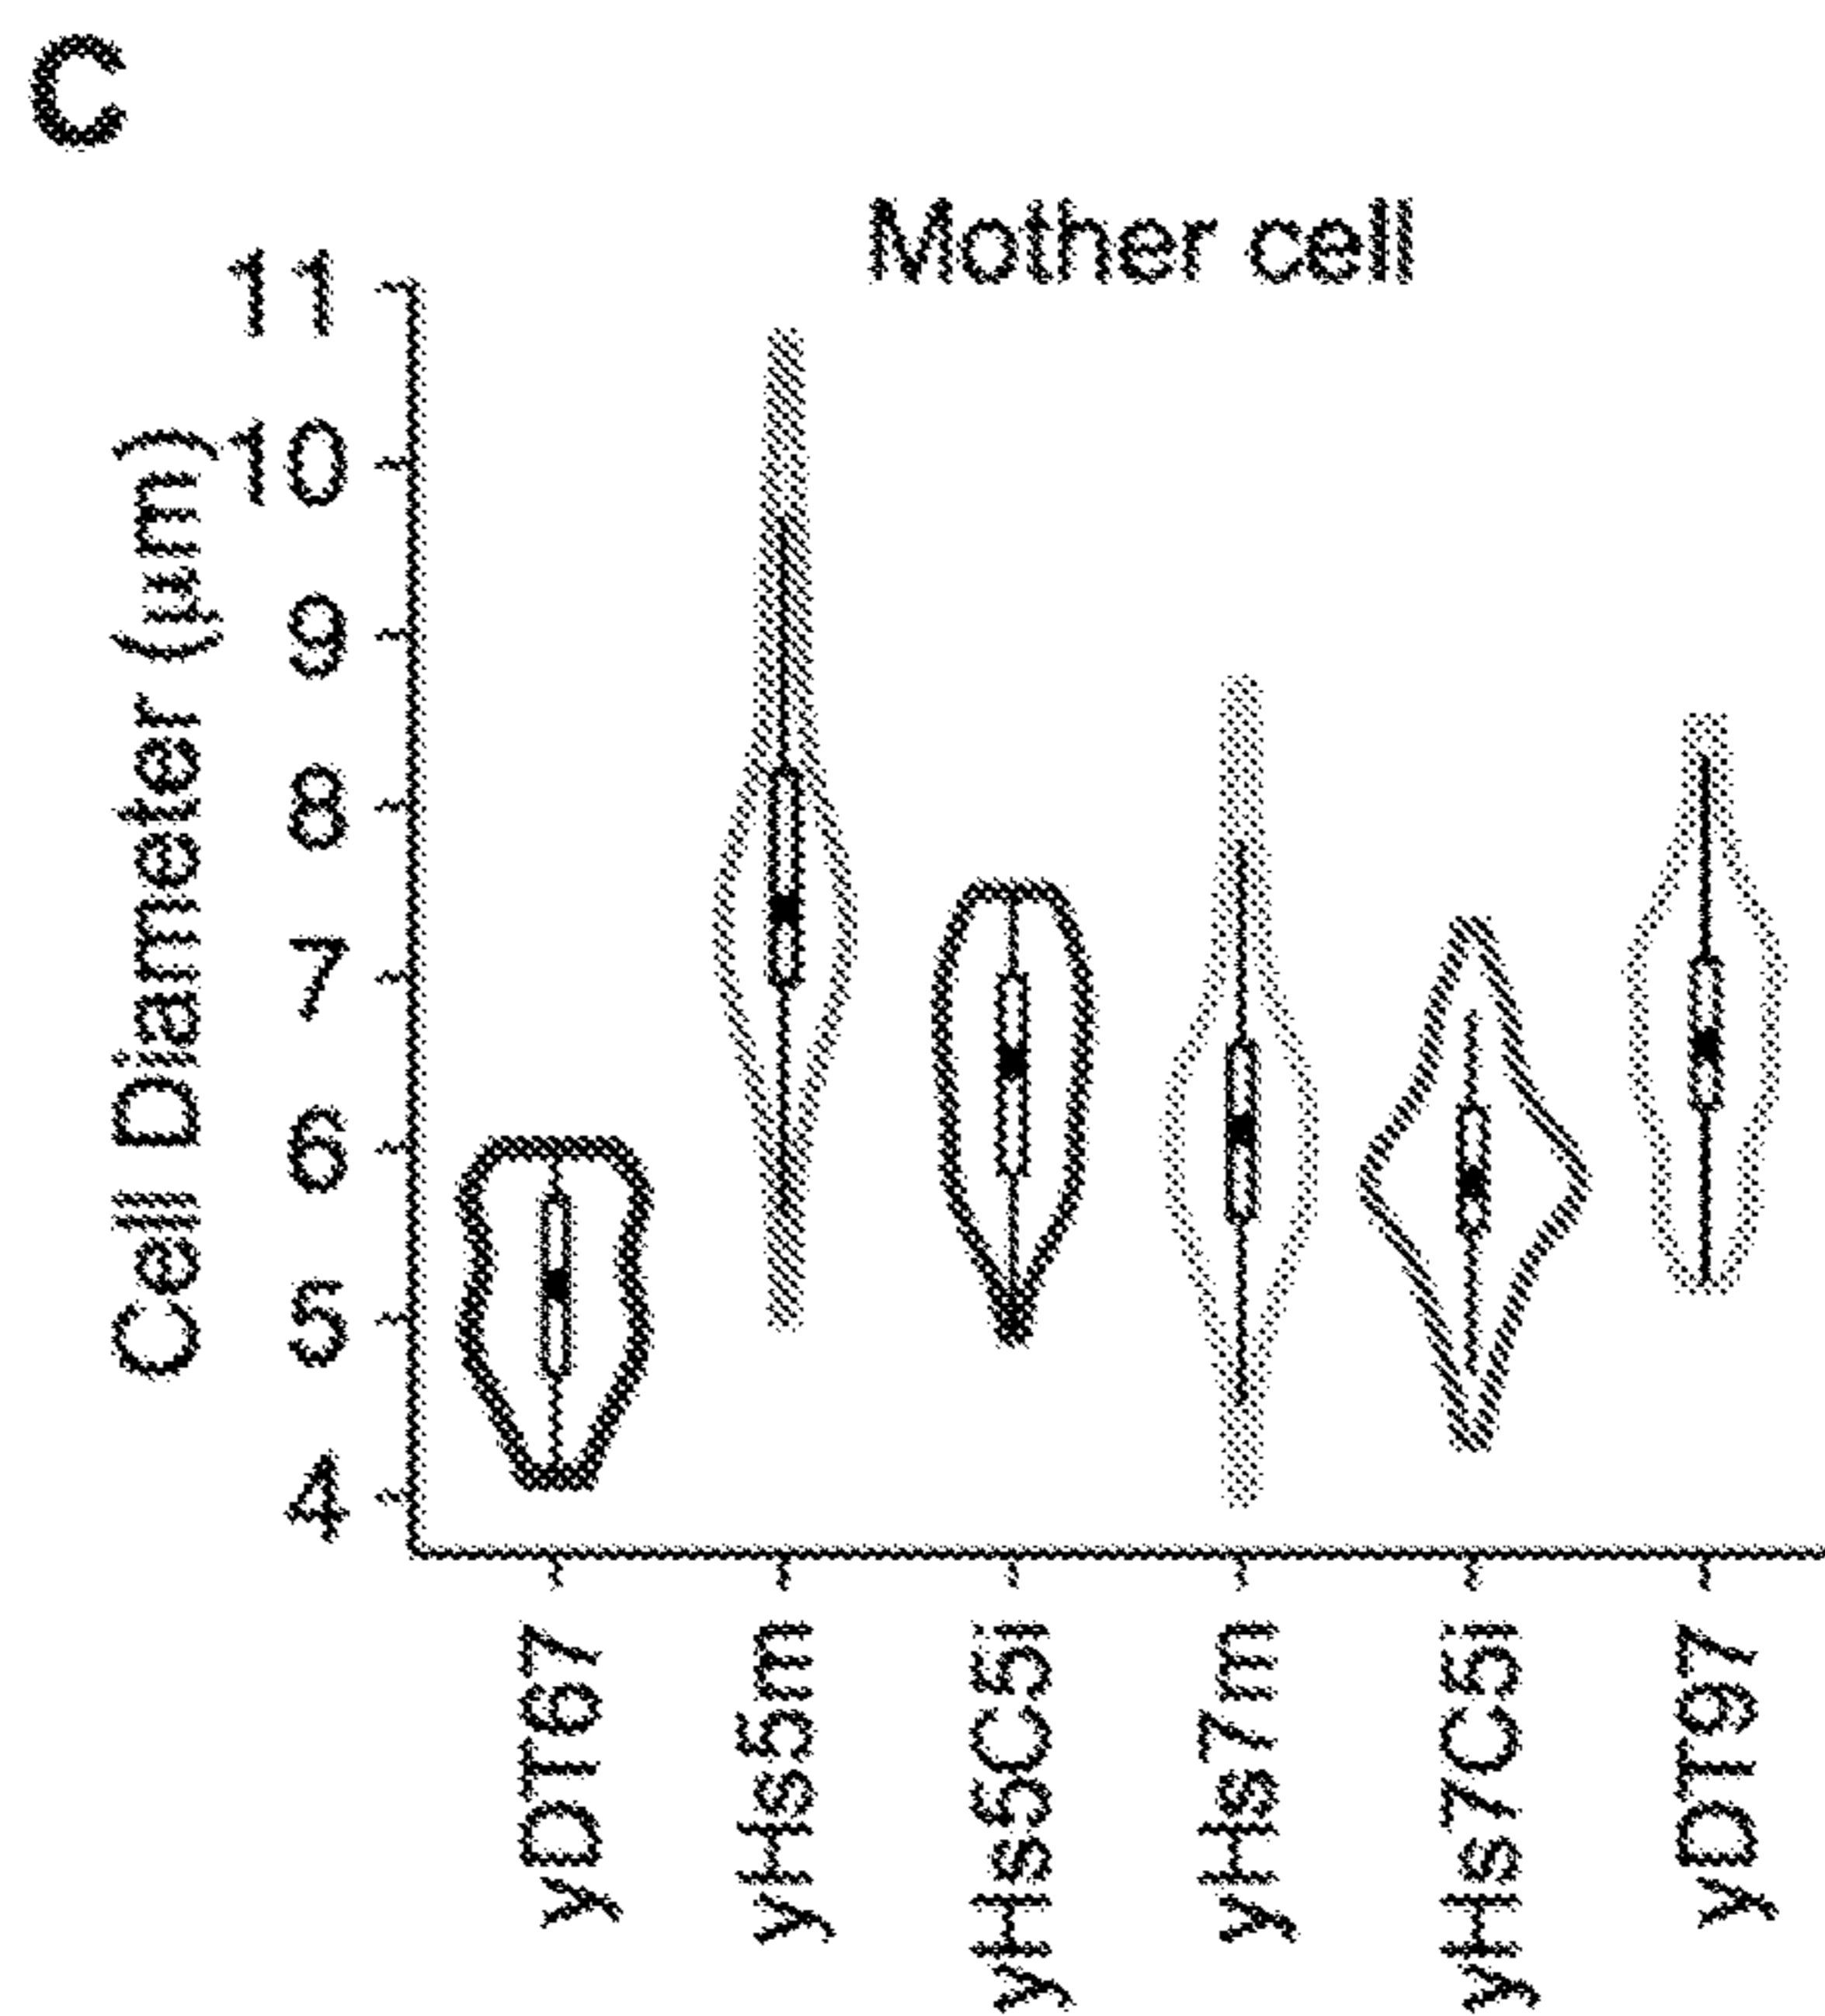 C
Mother cell
Cell Diameter (μm)
11
10
9
8
7
6
5
4
yDT67
yHs5m
yHs5C5i
yHs7m
yHs7C5i
yDT97